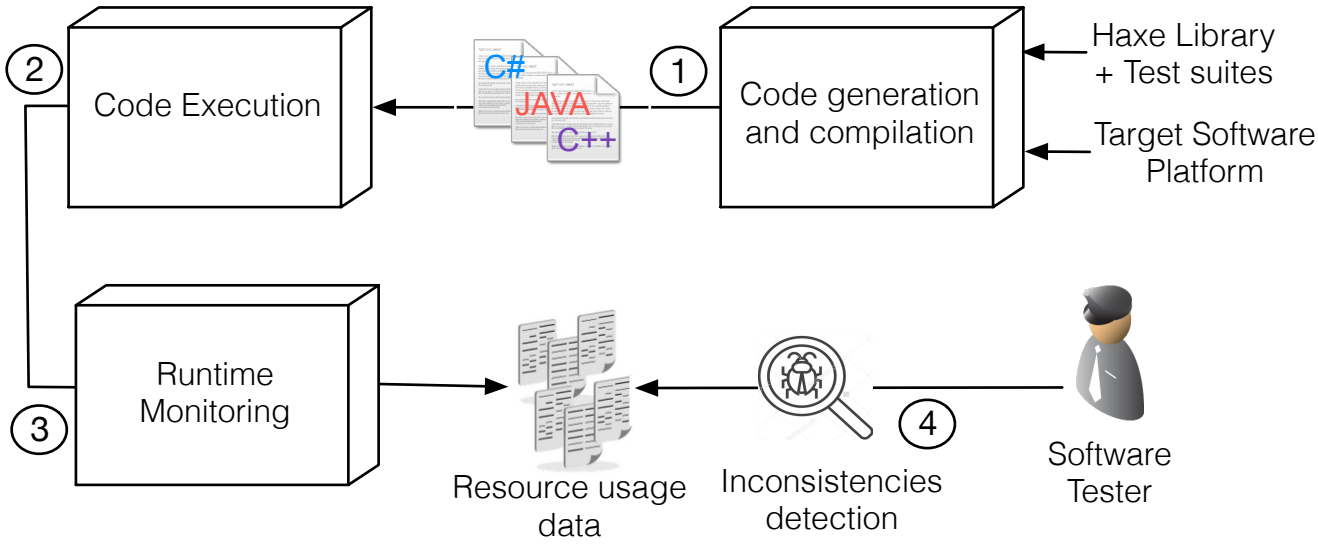 2
Code Execution
C#
JAVA
C++
1
Code generation
and compilation
Haxe Library
+ Test suites
Target Software
Platform
3
Runtime
Monitoring
Resource usage
data
Inconsistencies
detection
4
Software
Tester